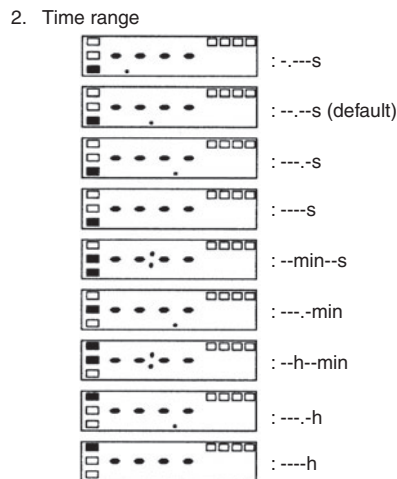 2. Time range
: -.---s
: --.--s (default)
: ---.-s
: ----s
: --min--s
: ---.-min
: --h--min
: ---.-h
: ----h